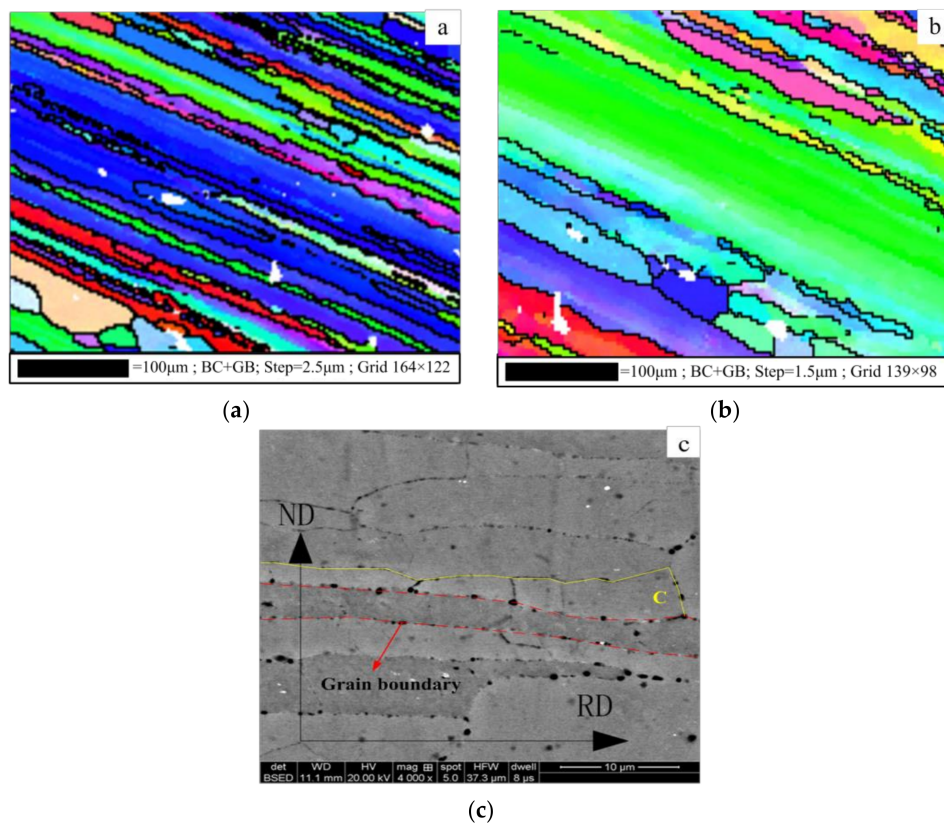 a
b
=100μm ; BC+GB; Step=2.5μm ; Grid 164×122
=100μm ; BC+GB; Step=1.5μm ; Grid 139×98
(a)
(b)
c
ND
C
Grain boundary
RD
det WD HV mag ⊞ spot HFW dwell
BSED 11.1 mm 20.00 kV 4 000 x 5.0 37.3 μm 8 μs
10 μm
(c)